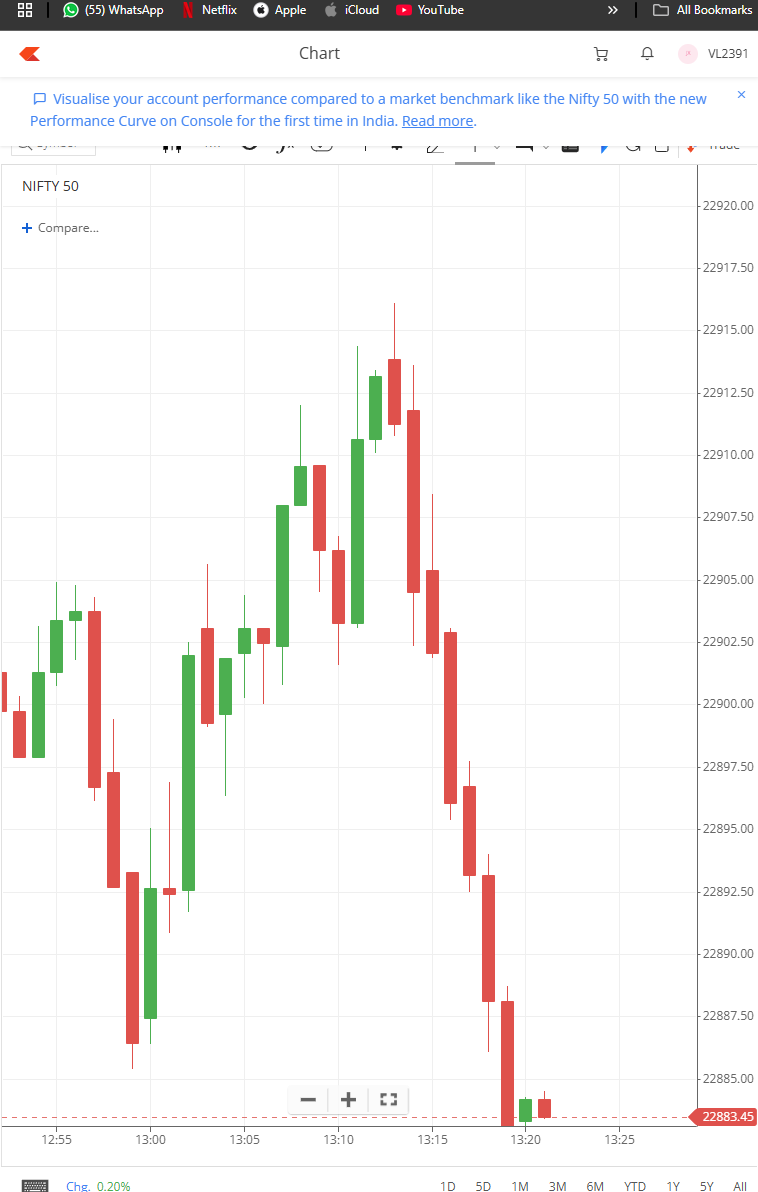 (55) WhatsApp Netflix Apple iCloud YouTube » All Bookmarks
Chart VL2391
Visualise your account performance compared to a market benchmark like the Nifty 50 with the new
Performance Curve on Console for the first time in India. Read more.
NIFTY 50
Compare...
22920.00
22917.50
22915.00
22912.50
22910.00
22907.50
22905.00
22902.50
22900.00
22897.50
22895.00
22892.50
22890.00
22887.50
22885.00
22883.45
12:55 13:00 13:05 13:10 13:15 13:20 13:25
Chg. 0.20% 1D 5D 1M 3M 6M YTD 1Y 5Y All